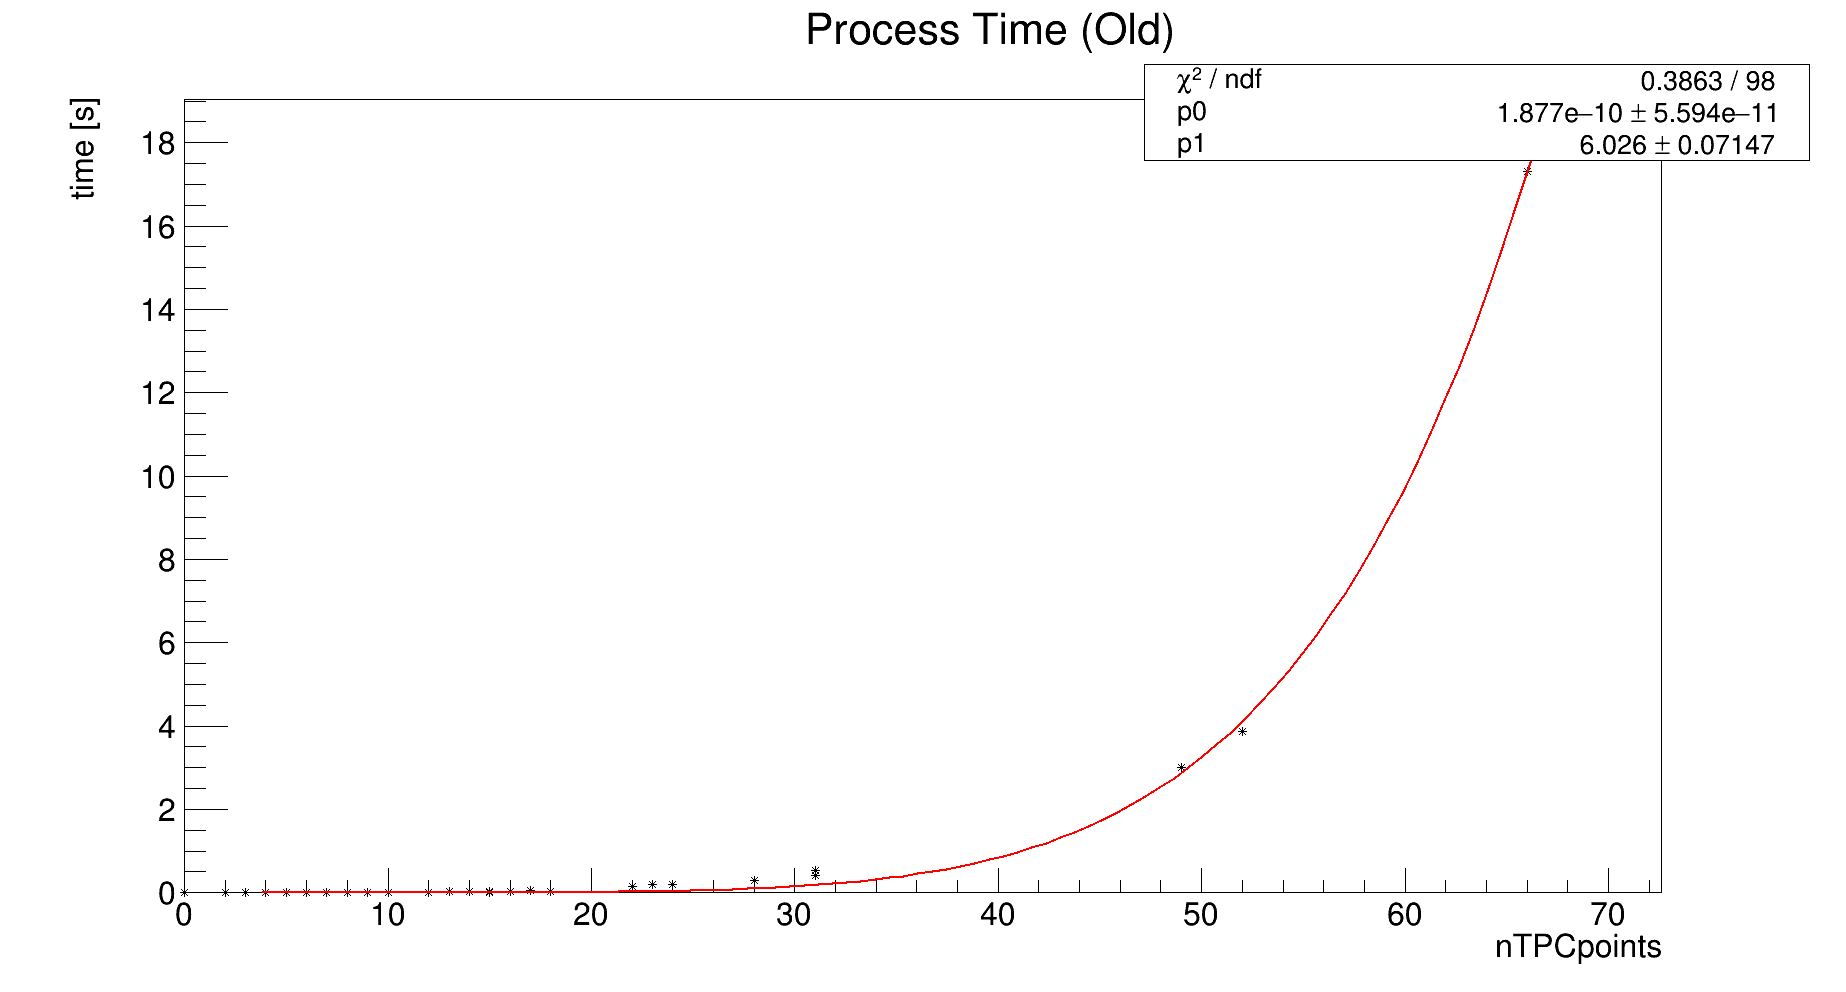 Process Time (Old)
χ² / ndf 0.3863 / 98
p0 1.877e−10 ± 5.594e−11
p1 6.026 ± 0.07147
time [s]
18
16
14
12
10
8
6
4
2
0
0 10 20 30 40 50 60 70
nTPCpoints